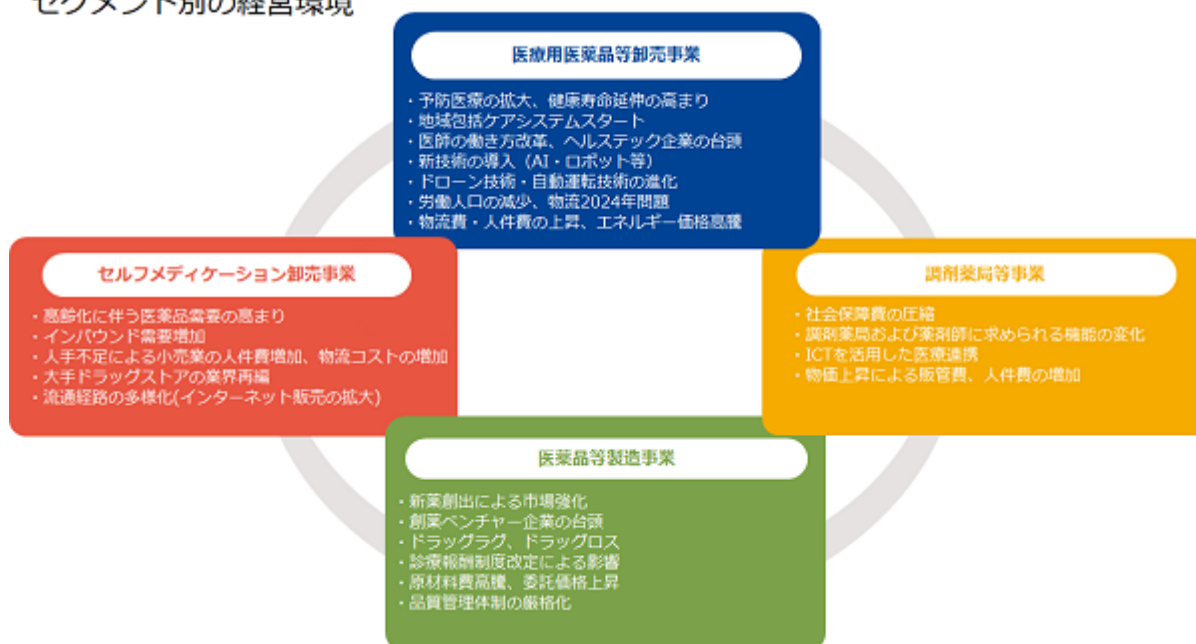 セグメント別の経営環境
医療用医薬品等卸売事業
・予防医療の拡大、健康寿命延伸の高まり
・地域包括ケアシステムスタート
・医師の働き方改革、ヘルステック企業の台頭
・新技術の導入（AI・ロボット等）
・ドローン技術・自動運転技術の進化
・労働人口の減少、物流2024年問題
・物流費・人件費の上昇、エネルギー価格高騰
セルフメディケーション卸売事業
・高齢化に伴う医薬品需要の高まり
・インバウンド需要増加
・人手不足による小売業の人件費増加、物流コストの増加
・大手ドラッグストアの業界再編
・流通経路の多様化(インターネット販売の拡大)
調剤薬局等事業
・社会保障費の圧縮
・調剤薬局および薬剤師に求められる機能の変化
・ICTを活用した医療連携
・物価上昇による販管費、人件費の増加
医薬品等製造事業
・新薬創出による市場強化
・創薬ベンチャー企業の台頭
・ドラッグラグ、ドラッグロス
・診療報酬制度改定による影響
・原材料費高騰、委託価格上昇
・品質管理体制の厳格化